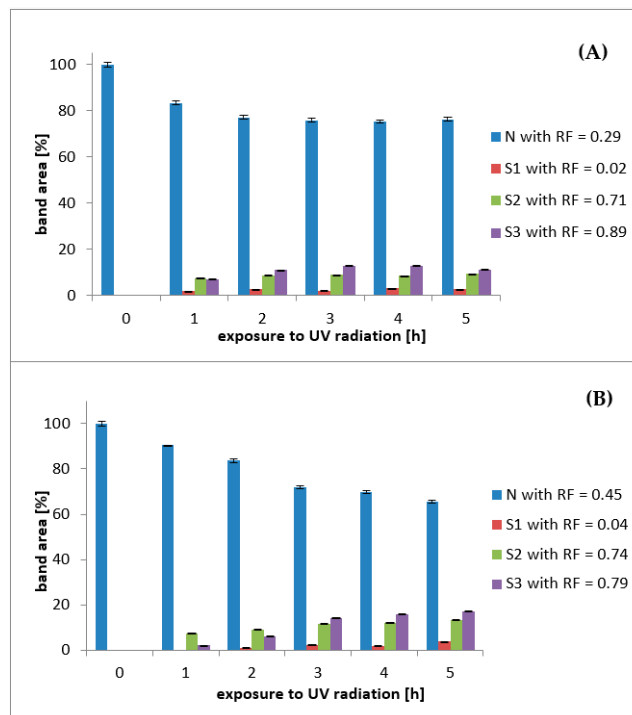 (A)
100
80
60
40
20
0
band area [%]
0 1 2 3 4 5
exposure to UV radiation [h]
N with RF = 0.29
S1 with RF = 0.02
S2 with RF = 0.71
S3 with RF = 0.89
(B)
100
80
60
40
20
0
band area [%]
0 1 2 3 4 5
exposure to UV radiation [h]
N with RF = 0.45
S1 with RF = 0.04
S2 with RF = 0.74
S3 with RF = 0.79